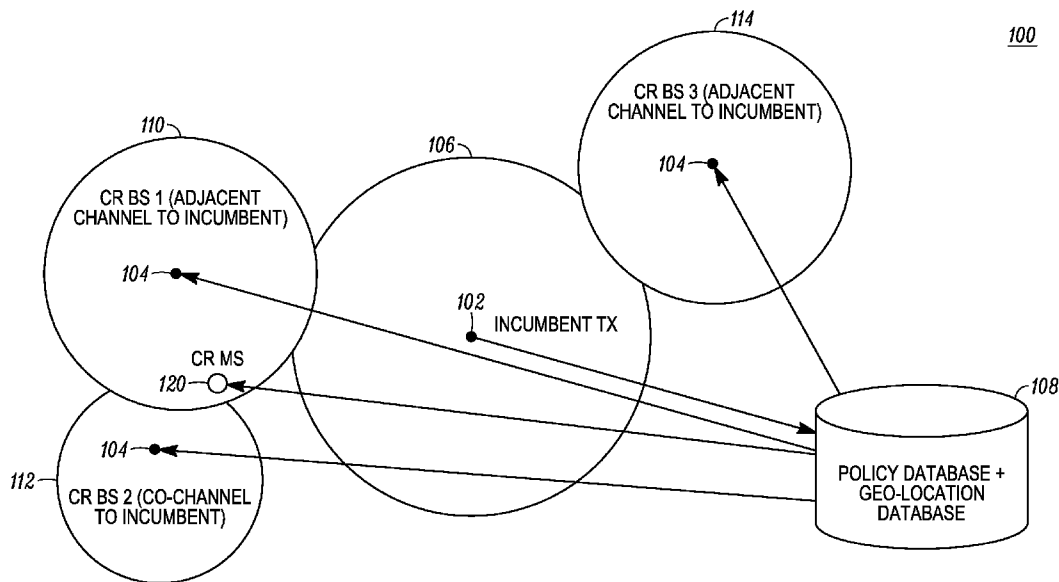 114
100
CR BS 3 (ADJACENT
CHANNEL TO INCUMBENT)
104
110
106
CR BS 1 (ADJACENT
CHANNEL TO INCUMBENT)
104
102
INCUMBENT TX
CR MS
120
108
104
112
CR BS 2 (CO-CHANNEL
TO INCUMBENT)
POLICY DATABASE +
GEO-LOCATION
DATABASE